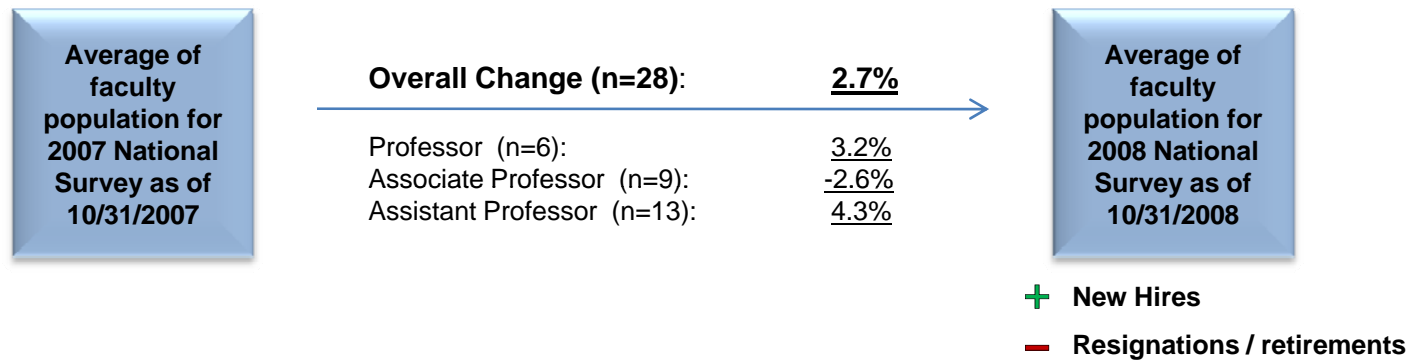 Average of
faculty
population for
2007 National
Survey as of
10/31/2007
Overall Change (n=28): 2.7%
Professor (n=6): 3.2%
Associate Professor (n=9): -2.6%
Assistant Professor (n=13): 4.3%
Average of
faculty
population for
2008 National
Survey as of
10/31/2008
New Hires
Resignations / retirements